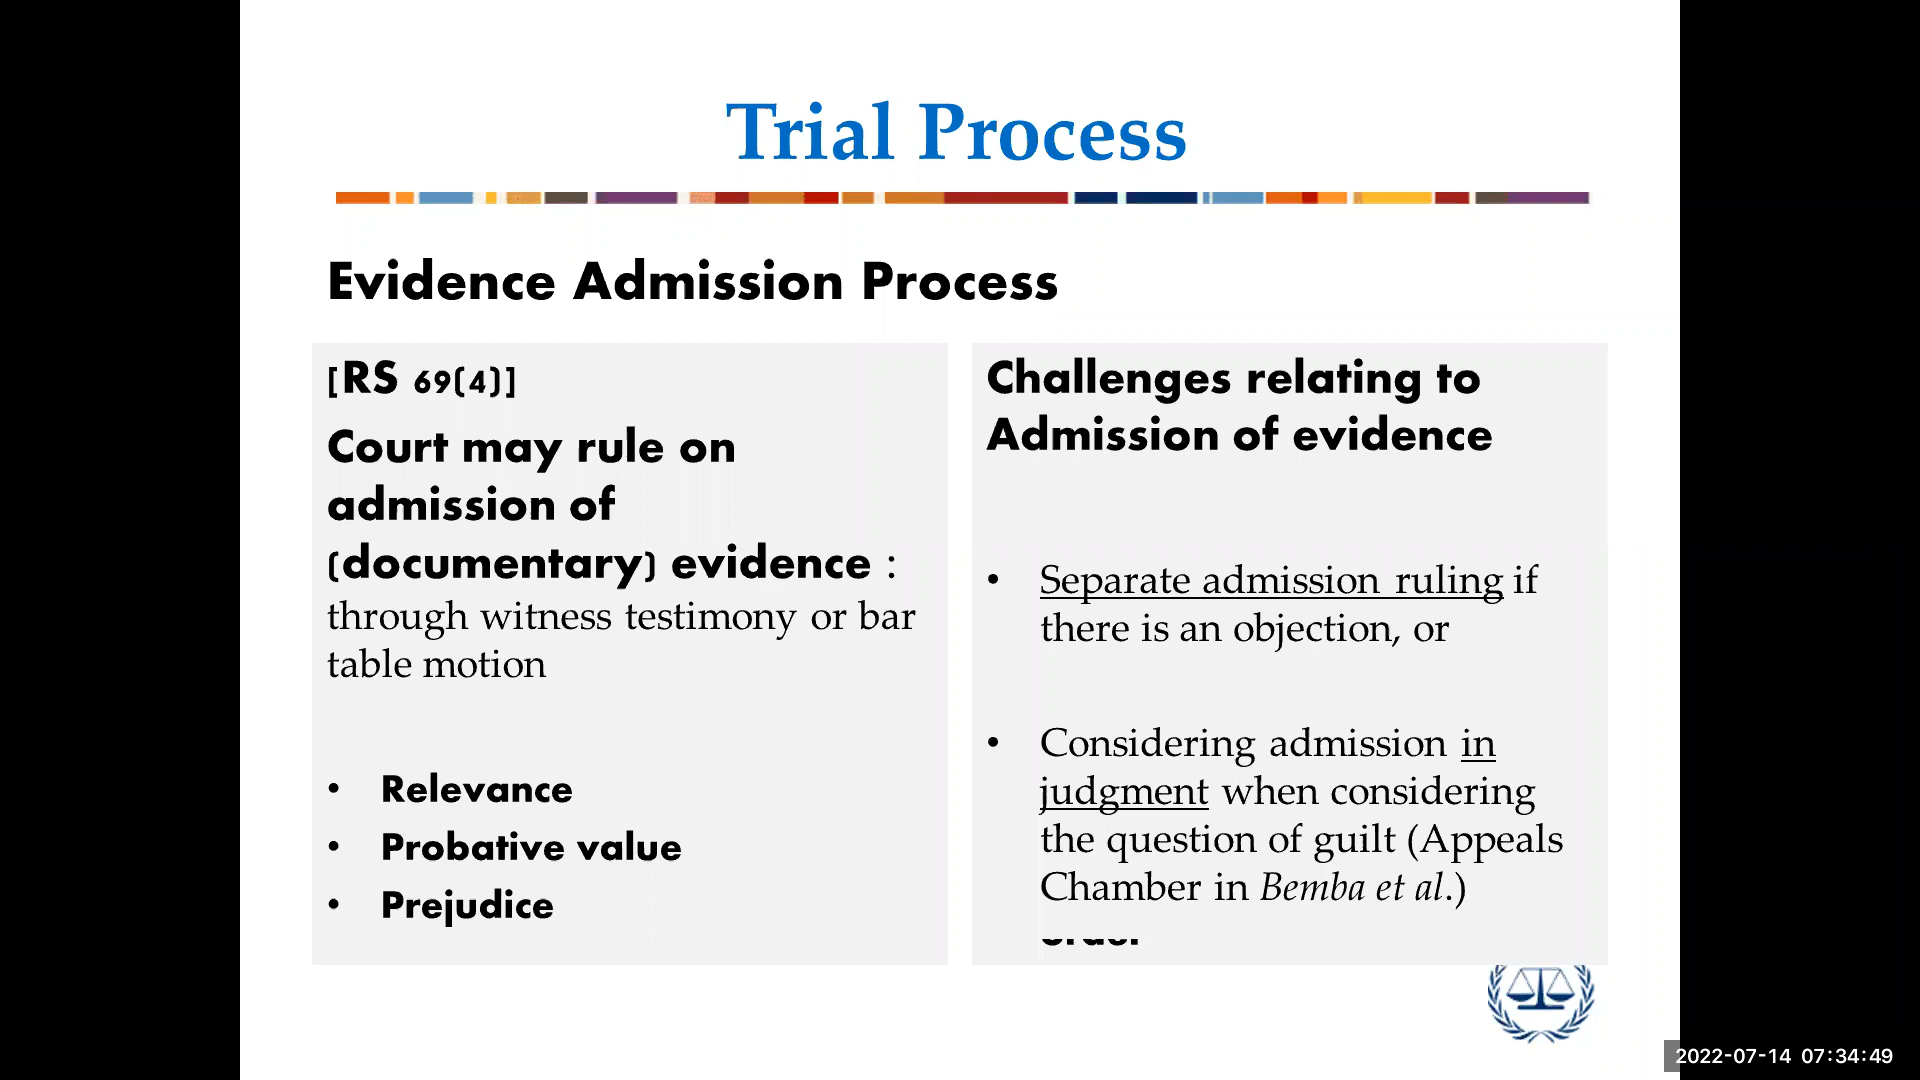 Trial Process
Evidence Admission Process
[RS 69(4)]
Court may rule on
admission of
(documentary) evidence :
through witness testimony or bar
table motion
• Relevance
• Probative value
• Prejudice
Challenges relating to
Admission of evidence
• Separate admission ruling if
there is an objection, or
• Considering admission in
judgment when considering
the question of guilt (Appeals
Chamber in Bemba et al.)
2022-07-14 07:34:49